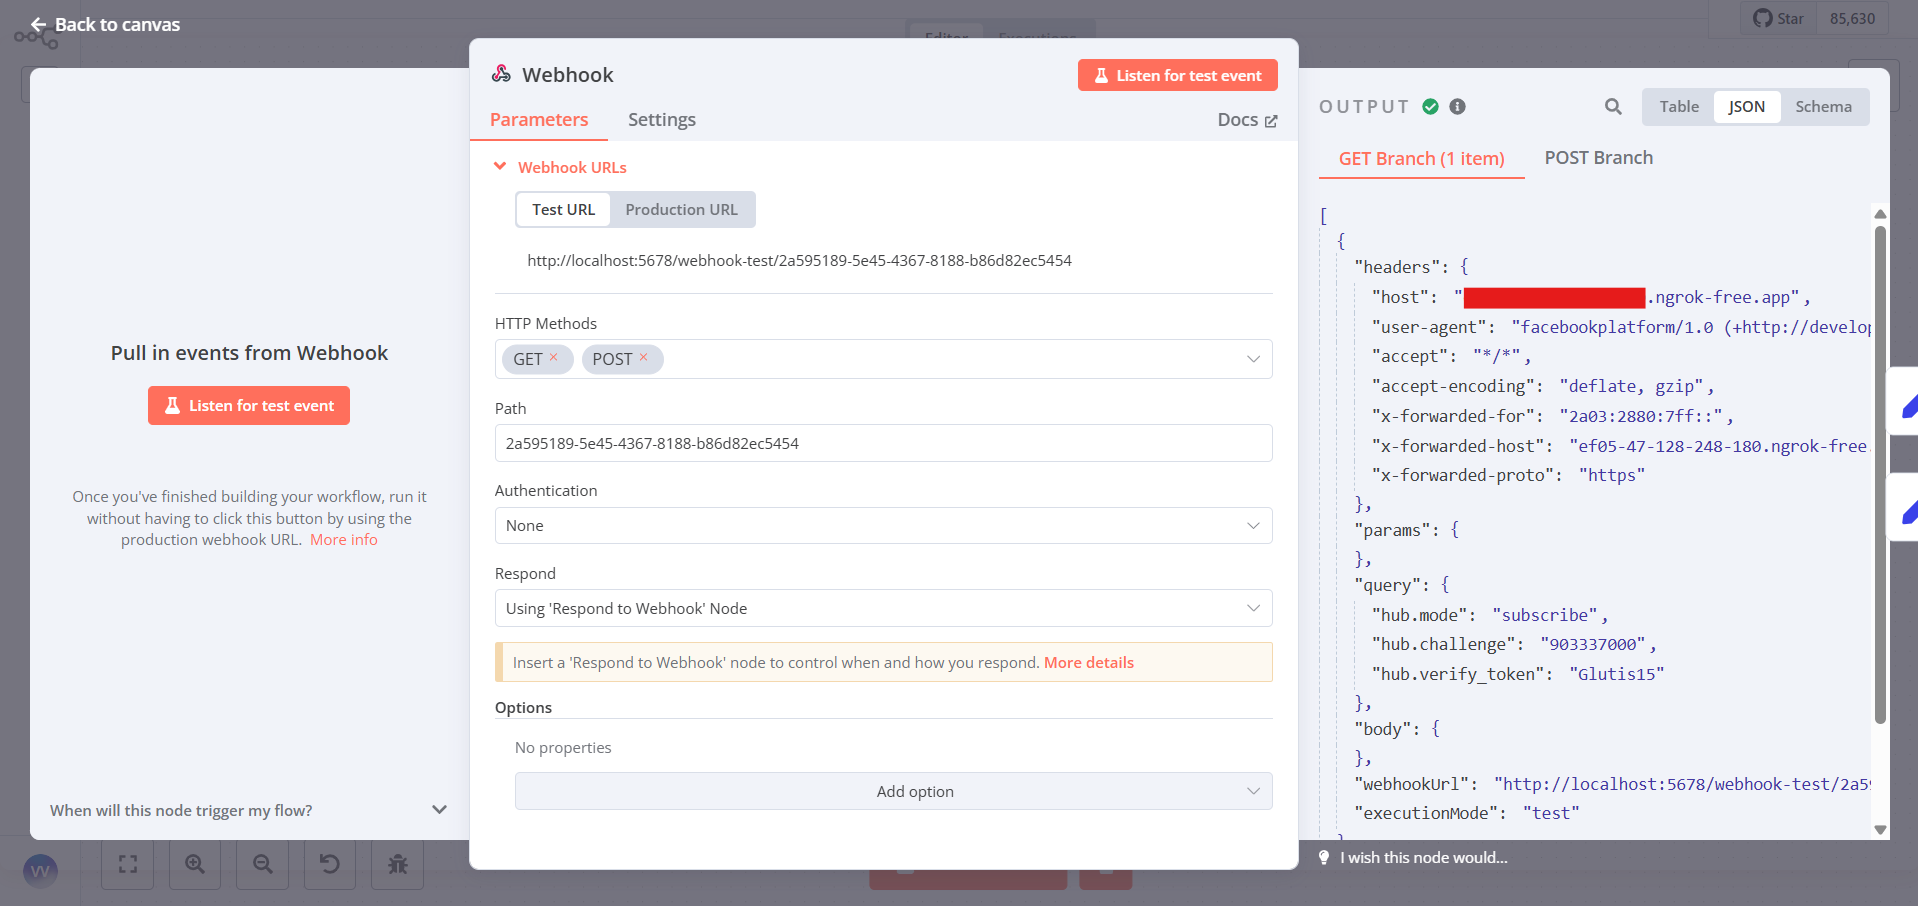 Back to canvas
Editor
Executions
Star
85,630
Pull in events from Webhook
Listen for test event
Once you've finished building your workflow, run it
without having to click this button by using the
production webhook URL. More info
When will this node trigger my flow?
Webhook
Listen for test event
Parameters
Settings
Docs
Webhook URLs
Test URL
Production URL
http://localhost:5678/webhook-test/2a595189-5e45-4367-8188-b86d82ec5454
HTTP Methods
GET ×
POST ×
Path
2a595189-5e45-4367-8188-b86d82ec5454
Authentication
None
Respond
Using 'Respond to Webhook' Node
Insert a 'Respond to Webhook' node to control when and how you respond. More details
Options
No properties
Add option
OUTPUT
Table
JSON
Schema
GET Branch (1 item)
POST Branch
[
{
"headers": {
"host": ".ngrok-free.app",
"user-agent": "facebookplatform/1.0 (+http://develop
"accept": "*/*",
"accept-encoding": "deflate, gzip",
"x-forwarded-for": "2a03:2880:7ff::",
"x-forwarded-host": "ef05-47-128-248-180.ngrok-free.
"x-forwarded-proto": "https"
},
"params": {
},
"query": {
"hub.mode": "subscribe",
"hub.challenge": "903337000",
"hub.verify_token": "Glutis15"
},
"body": {
},
"webhookUrl": "http://localhost:5678/webhook-test/2a59
"executionMode": "test"
}
I wish this node would...
W